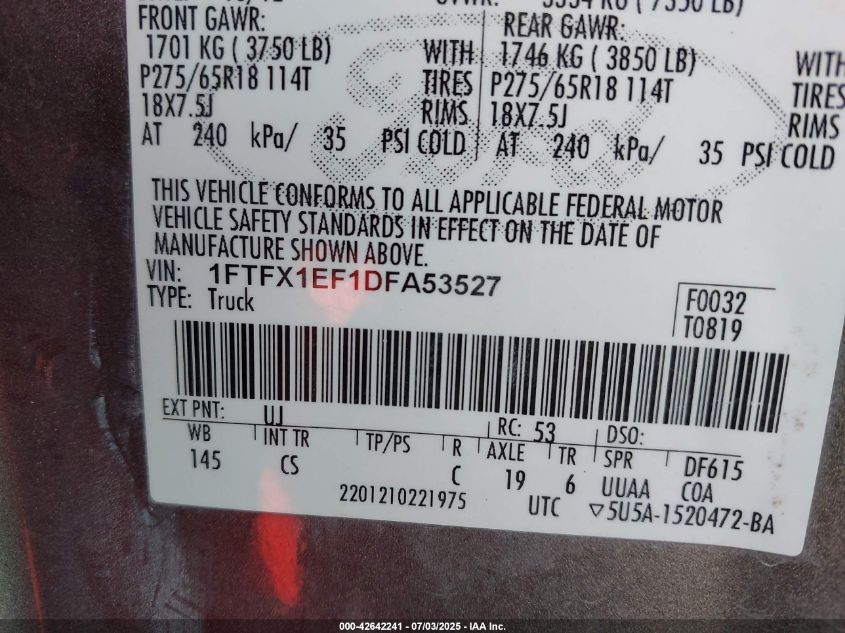 GVWR: 3334 KG ( 7350 LB)
FRONT GAWR: REAR GAWR:
1701 KG ( 3750 LB) WITH 1746 KG ( 3850 LB) WITH
P275/65R18 114T TIRES P275/65R18 114T TIRES
18X7.5J RIMS 18X7.5J RIMS
AT 240 kPa/ 35 PSI COLD AT 240 kPa/ 35 PSI COLD
THIS VEHICLE CONFORMS TO ALL APPLICABLE FEDERAL MOTOR
VEHICLE SAFETY STANDARDS IN EFFECT ON THE DATE OF
MANUFACTURE SHOWN ABOVE.
VIN: 1FTFX1EF1DFA53527
TYPE: Truck
F0032
T0819
EXT PNT: UJ RC: 53 DSO:
WB INT TR TP/PS R AXLE TR SPR DF615
145 CS C 19 6 UUAA COA
2201210221975 UTC ▽5U5A-1520472-BA
000-42642241 - 07/03/2025 - IAA Inc.